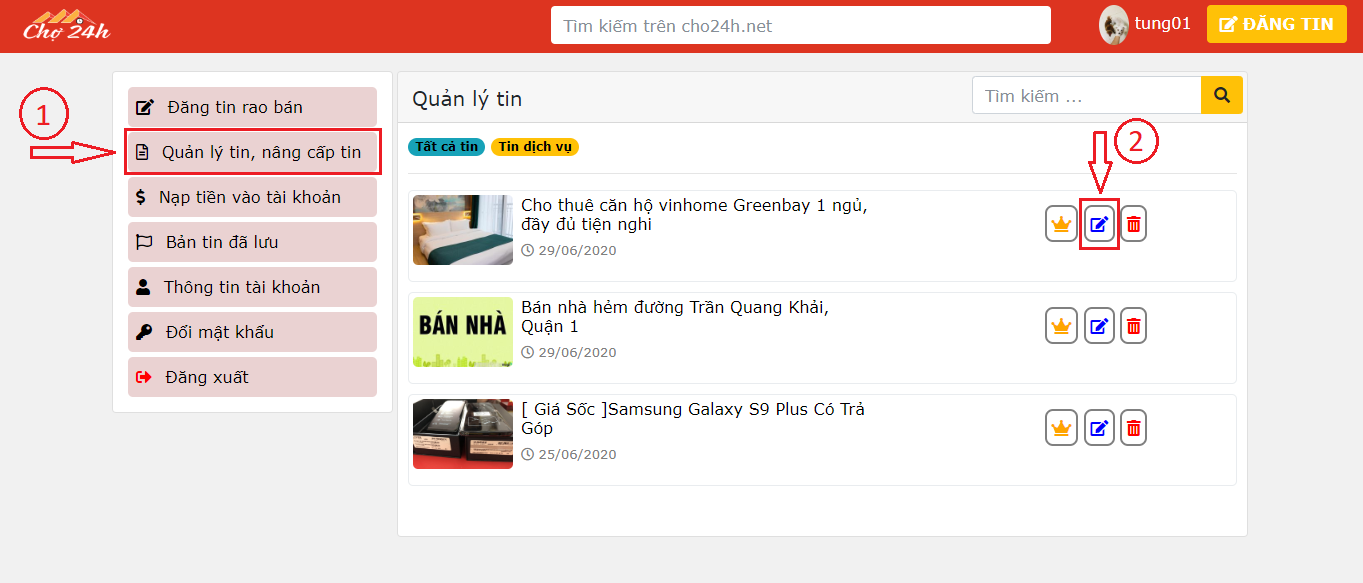 Chợ 24h
Tìm kiếm trên cho24h.net
tung01
ĐĂNG TIN
1
Đăng tin rao bán
Quản lý tin, nâng cấp tin
$ Nạp tiền vào tài khoản
Bản tin đã lưu
Thông tin tài khoản
Đổi mật khẩu
Đăng xuất
Quản lý tin
Tìm kiếm ...
Tất cả tin
Tin dịch vụ
2
Cho thuê căn hộ vinhome Greenbay 1 ngủ,
đầy đủ tiện nghi
29/06/2020
BÁN NHÀ
Bán nhà hẻm đường Trần Quang Khải,
Quận 1
29/06/2020
[ Giá Sốc ]Samsung Galaxy S9 Plus Có Trả
Góp
25/06/2020